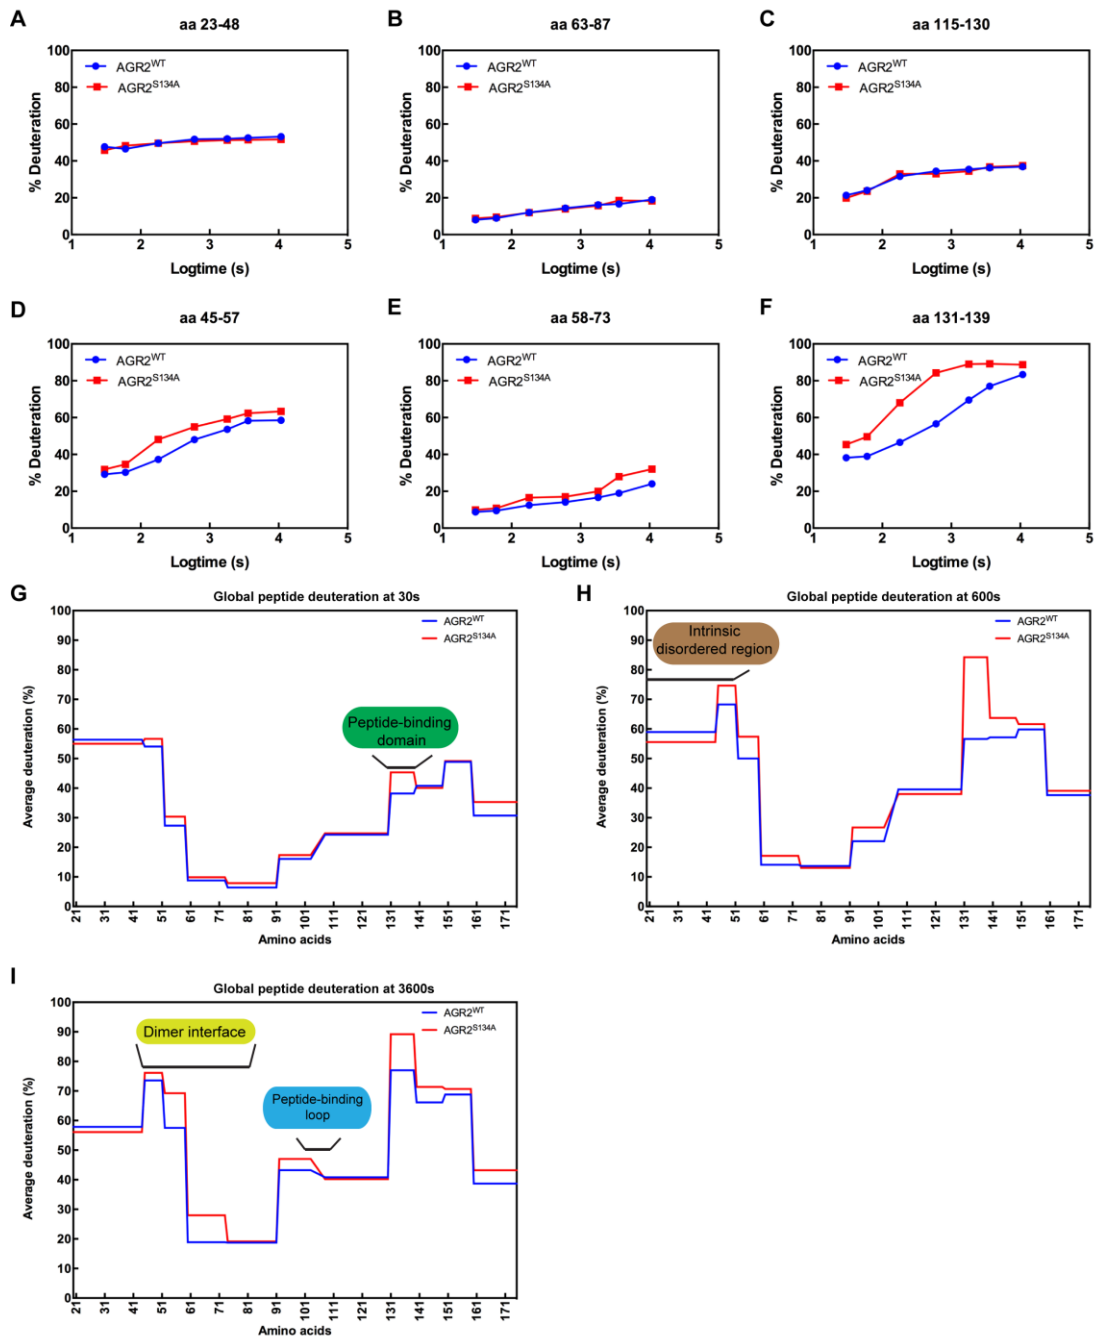 A
aa 23-48
100
80
60
40
20
0
% Deuteration
AGR2WT
AGR2S134A
1 2 3 4 5
Logtime (s)
B
aa 63-87
100
80
60
40
20
0
% Deuteration
AGR2WT
AGR2S134A
1 2 3 4 5
Logtime (s)
C
aa 115-130
100
80
60
40
20
0
% Deuteration
AGR2WT
AGR2S134A
1 2 3 4 5
Logtime (s)
D
aa 45-57
100
80
60
40
20
0
% Deuteration
AGR2WT
AGR2S134A
1 2 3 4 5
Logtime (s)
E
aa 58-73
100
80
60
40
20
0
% Deuteration
AGR2WT
AGR2S134A
1 2 3 4 5
Logtime (s)
F
aa 131-139
100
80
60
40
20
0
% Deuteration
AGR2WT
AGR2S134A
1 2 3 4 5
Logtime (s)
G
Global peptide deuteration at 30s
100
90
80
70
60
50
40
30
20
10
0
Average deuteration (%)
AGR2WT
AGR2S134A
Peptide-binding
domain
21 31 41 51 61 71 81 91 101 111 121 131 141 151 161 171
Amino acids
H
Global peptide deuteration at 600s
100
90
80
70
60
50
40
30
20
10
0
Average deuteration (%)
AGR2WT
AGR2S134A
Intrinsic
disordered region
21 31 41 51 61 71 81 91 101 111 121 131 141 151 161 171
Amino acids
I
Global peptide deuteration at 3600s
100
90
80
70
60
50
40
30
20
10
0
Average deuteration (%)
AGR2WT
AGR2S134A
Dimer interface
Peptide-binding
loop
21 31 41 51 61 71 81 91 101 111 121 131 141 151 161 171
Amino acids